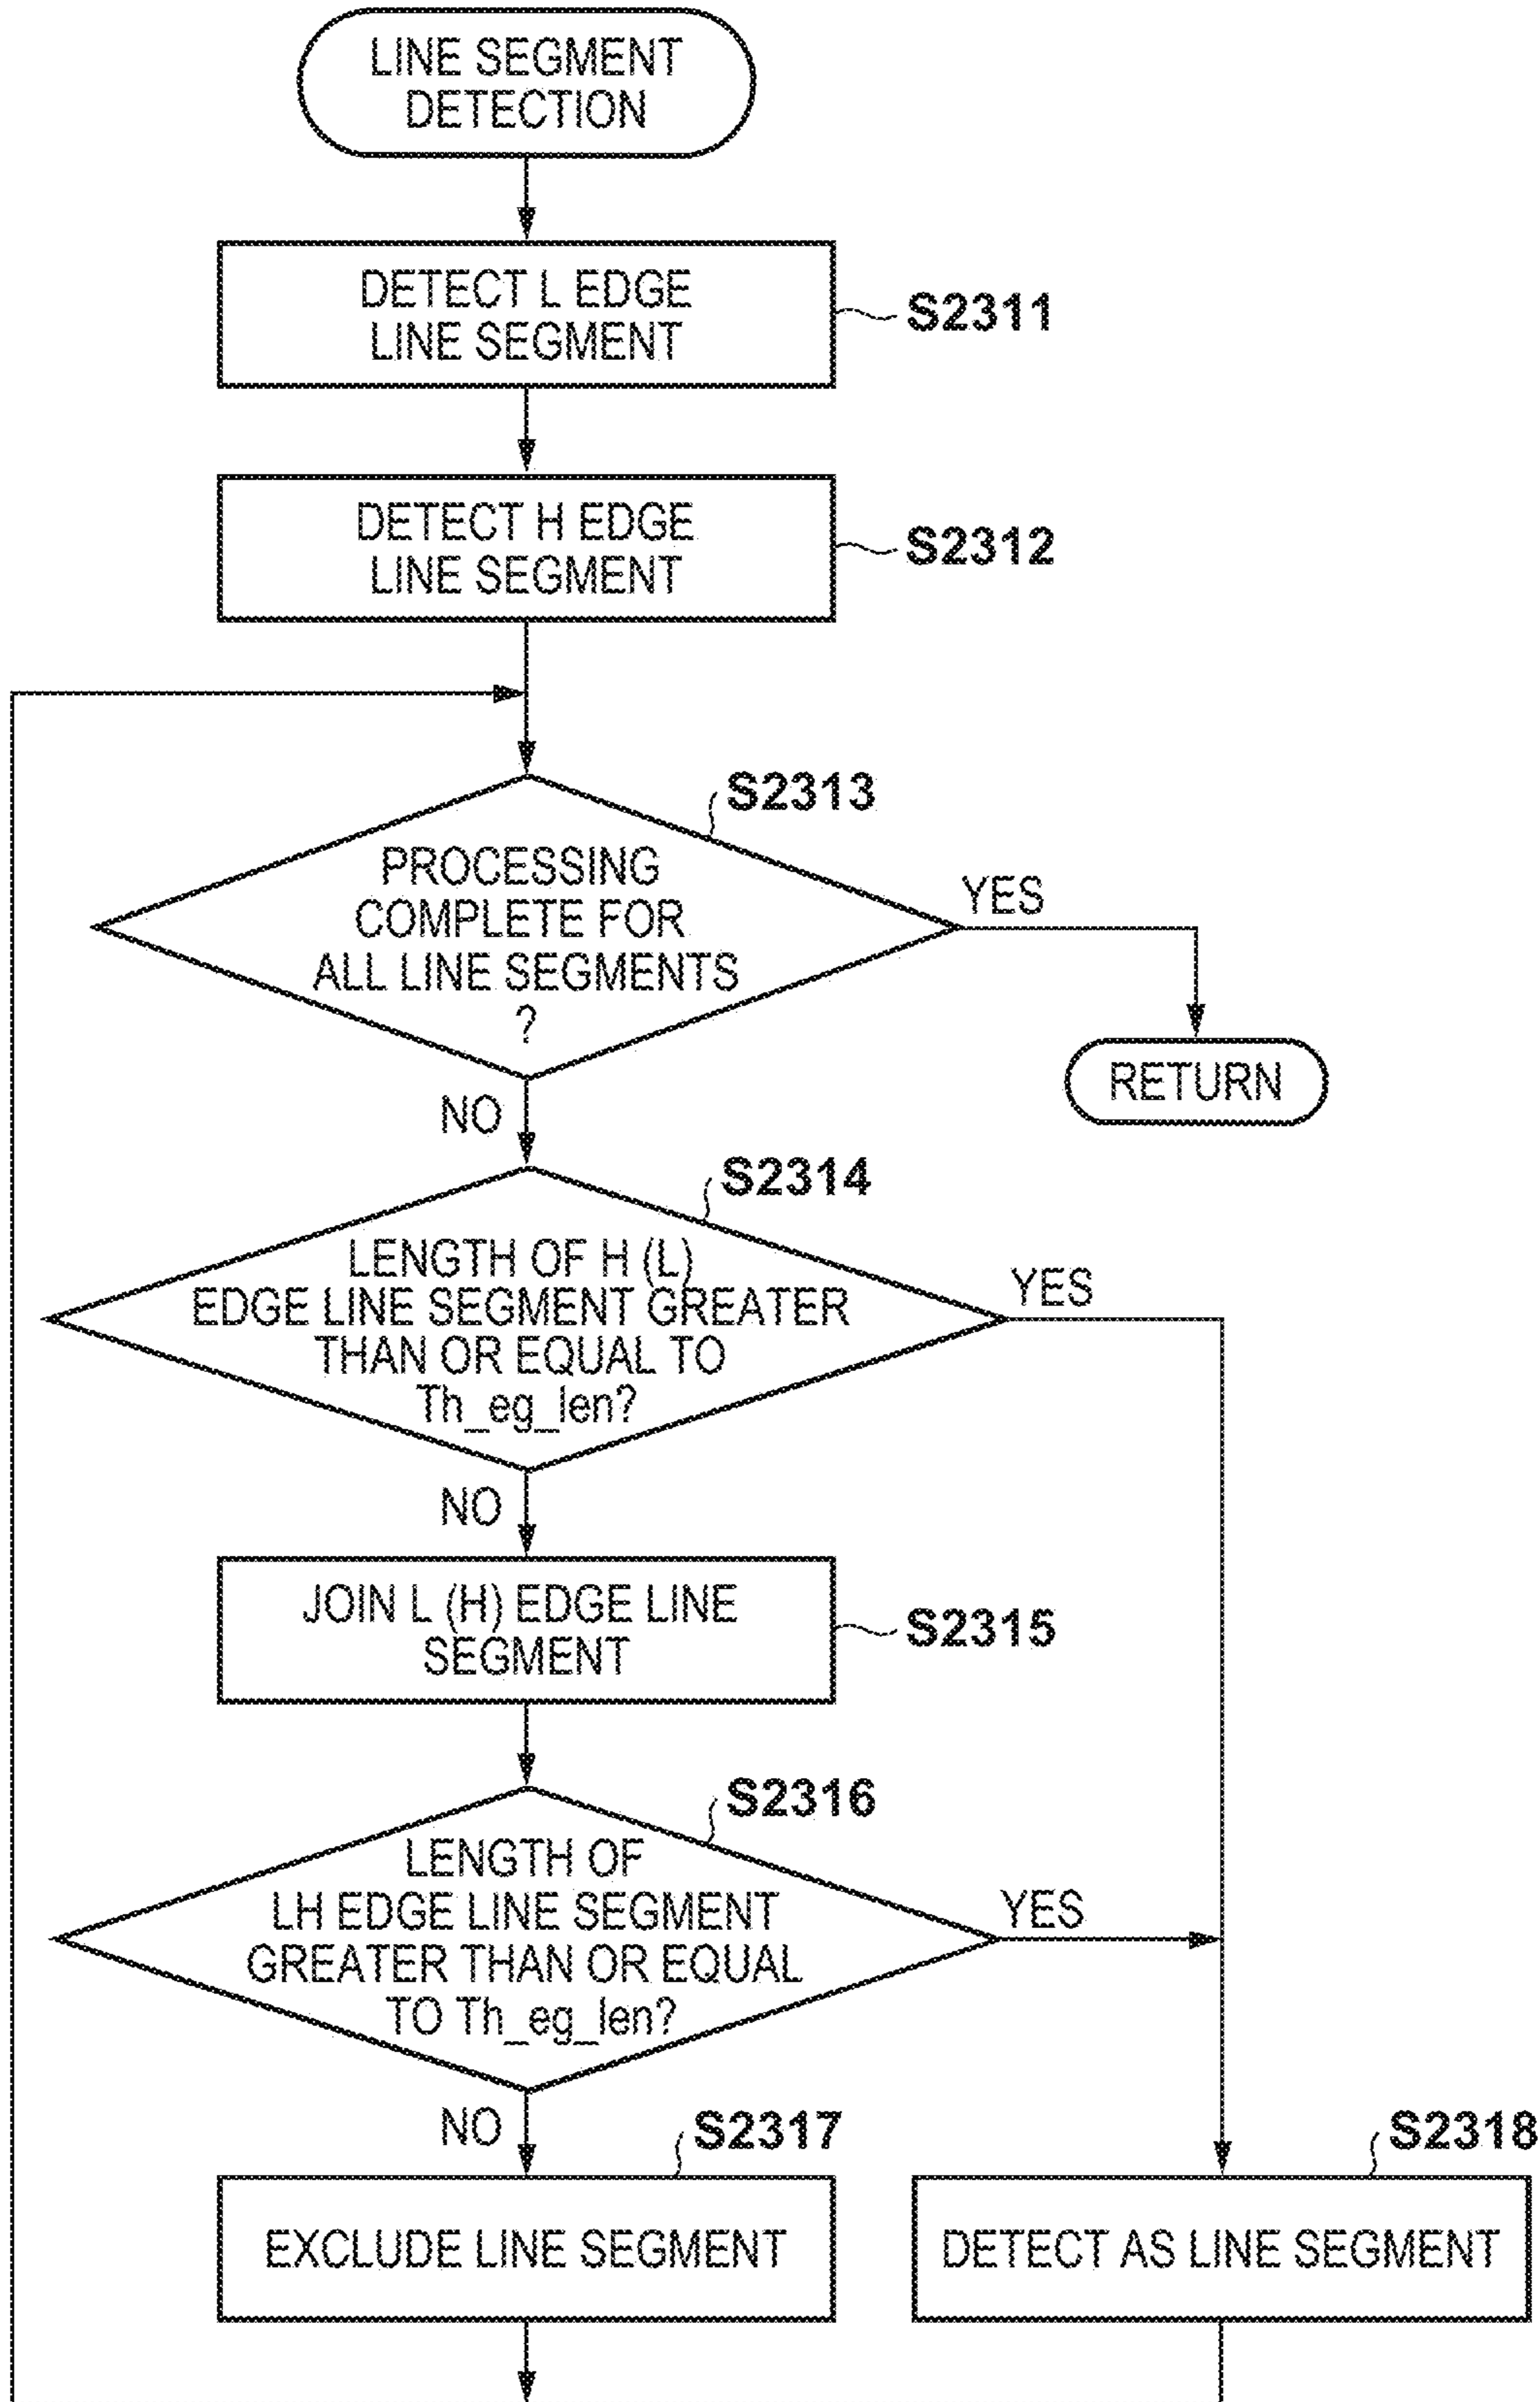 LINE SEGMENT
DETECTION
DETECT L EDGE
LINE SEGMENT
S2311
DETECT H EDGE
LINE SEGMENT
S2312
S2313
PROCESSING
COMPLETE FOR
ALL LINE SEGMENTS
?
YES
RETURN
NO
S2314
LENGTH OF H (L)
EDGE LINE SEGMENT GREATER
THAN OR EQUAL TO
Th_eg_len?
YES
NO
JOIN L (H) EDGE LINE
SEGMENT
S2315
S2316
LENGTH OF
LH EDGE LINE SEGMENT
GREATER THAN OR EQUAL
TO Th_eg_len?
YES
NO
S2317
EXCLUDE LINE SEGMENT
S2318
DETECT AS LINE SEGMENT